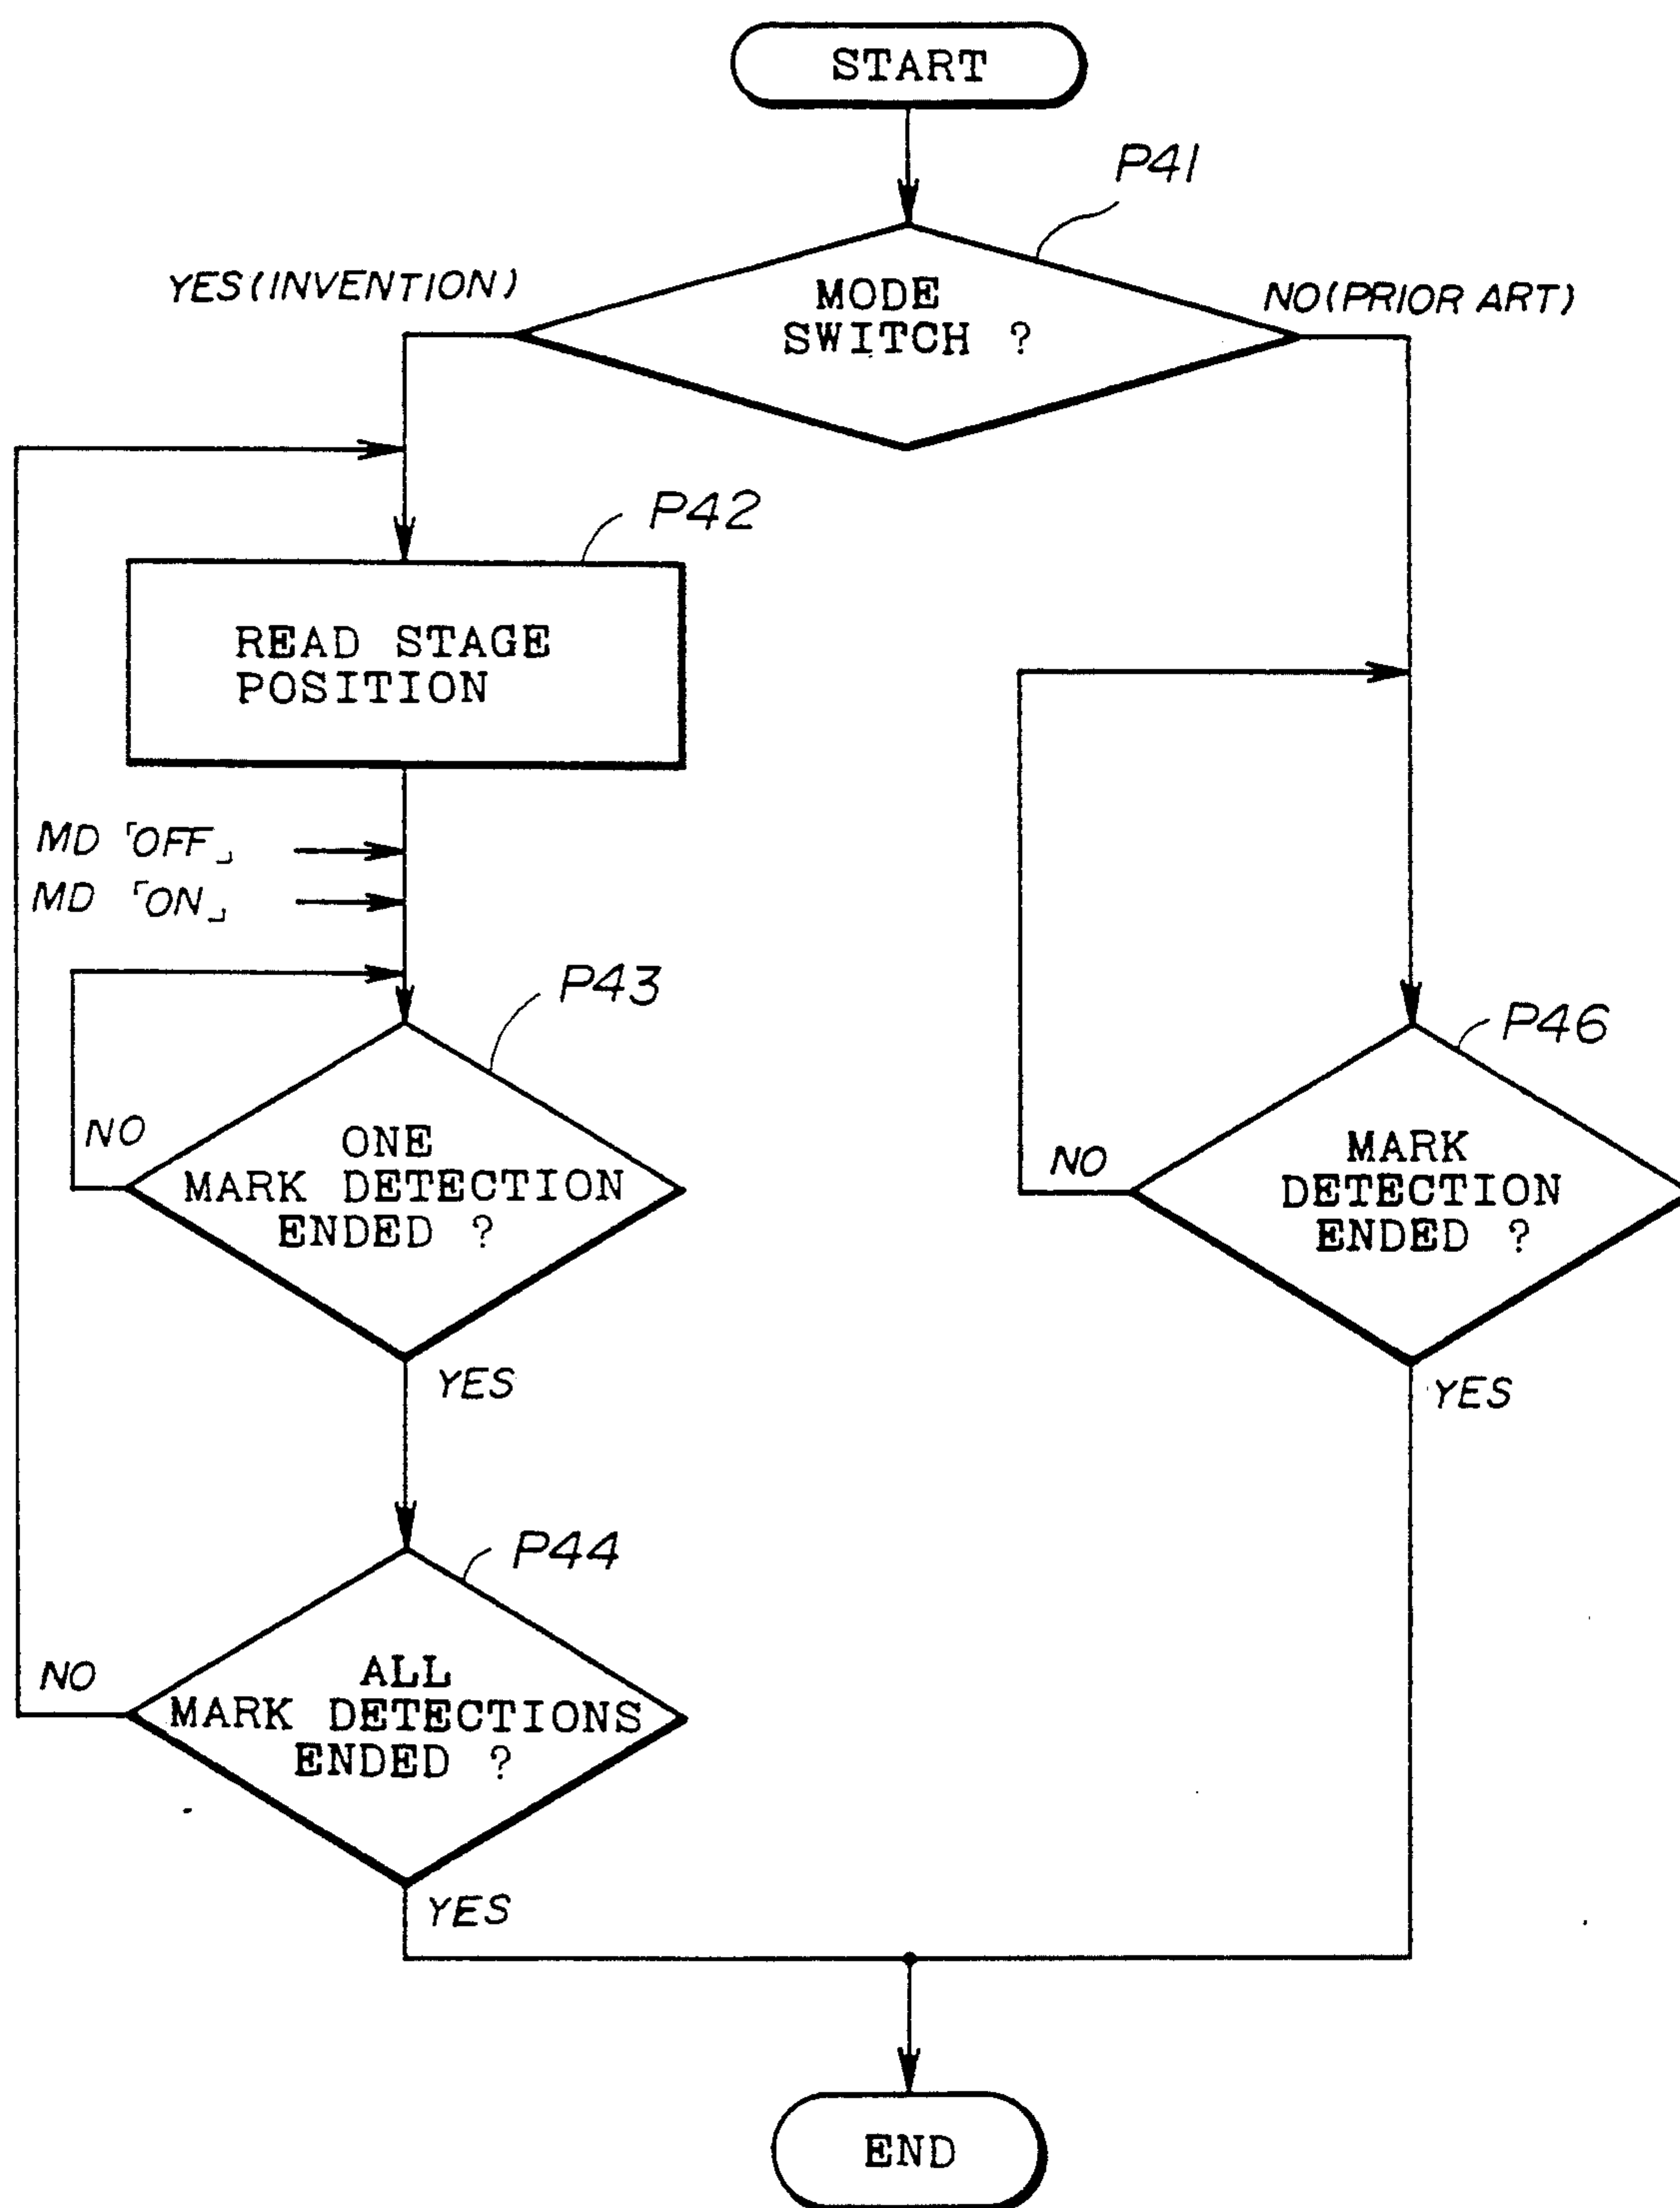 START
P41
YES(INVENTION)
MODE
SWITCH ?
NO(PRIOR ART)
P42
READ STAGE
POSITION
MD「OFF」
MD「ON」
P43
P46
NO
ONE
MARK DETECTION
ENDED ?
NO
MARK
DETECTION
ENDED ?
YES
YES
P44
NO
ALL
MARK DETECTIONS
ENDED ?
YES
END